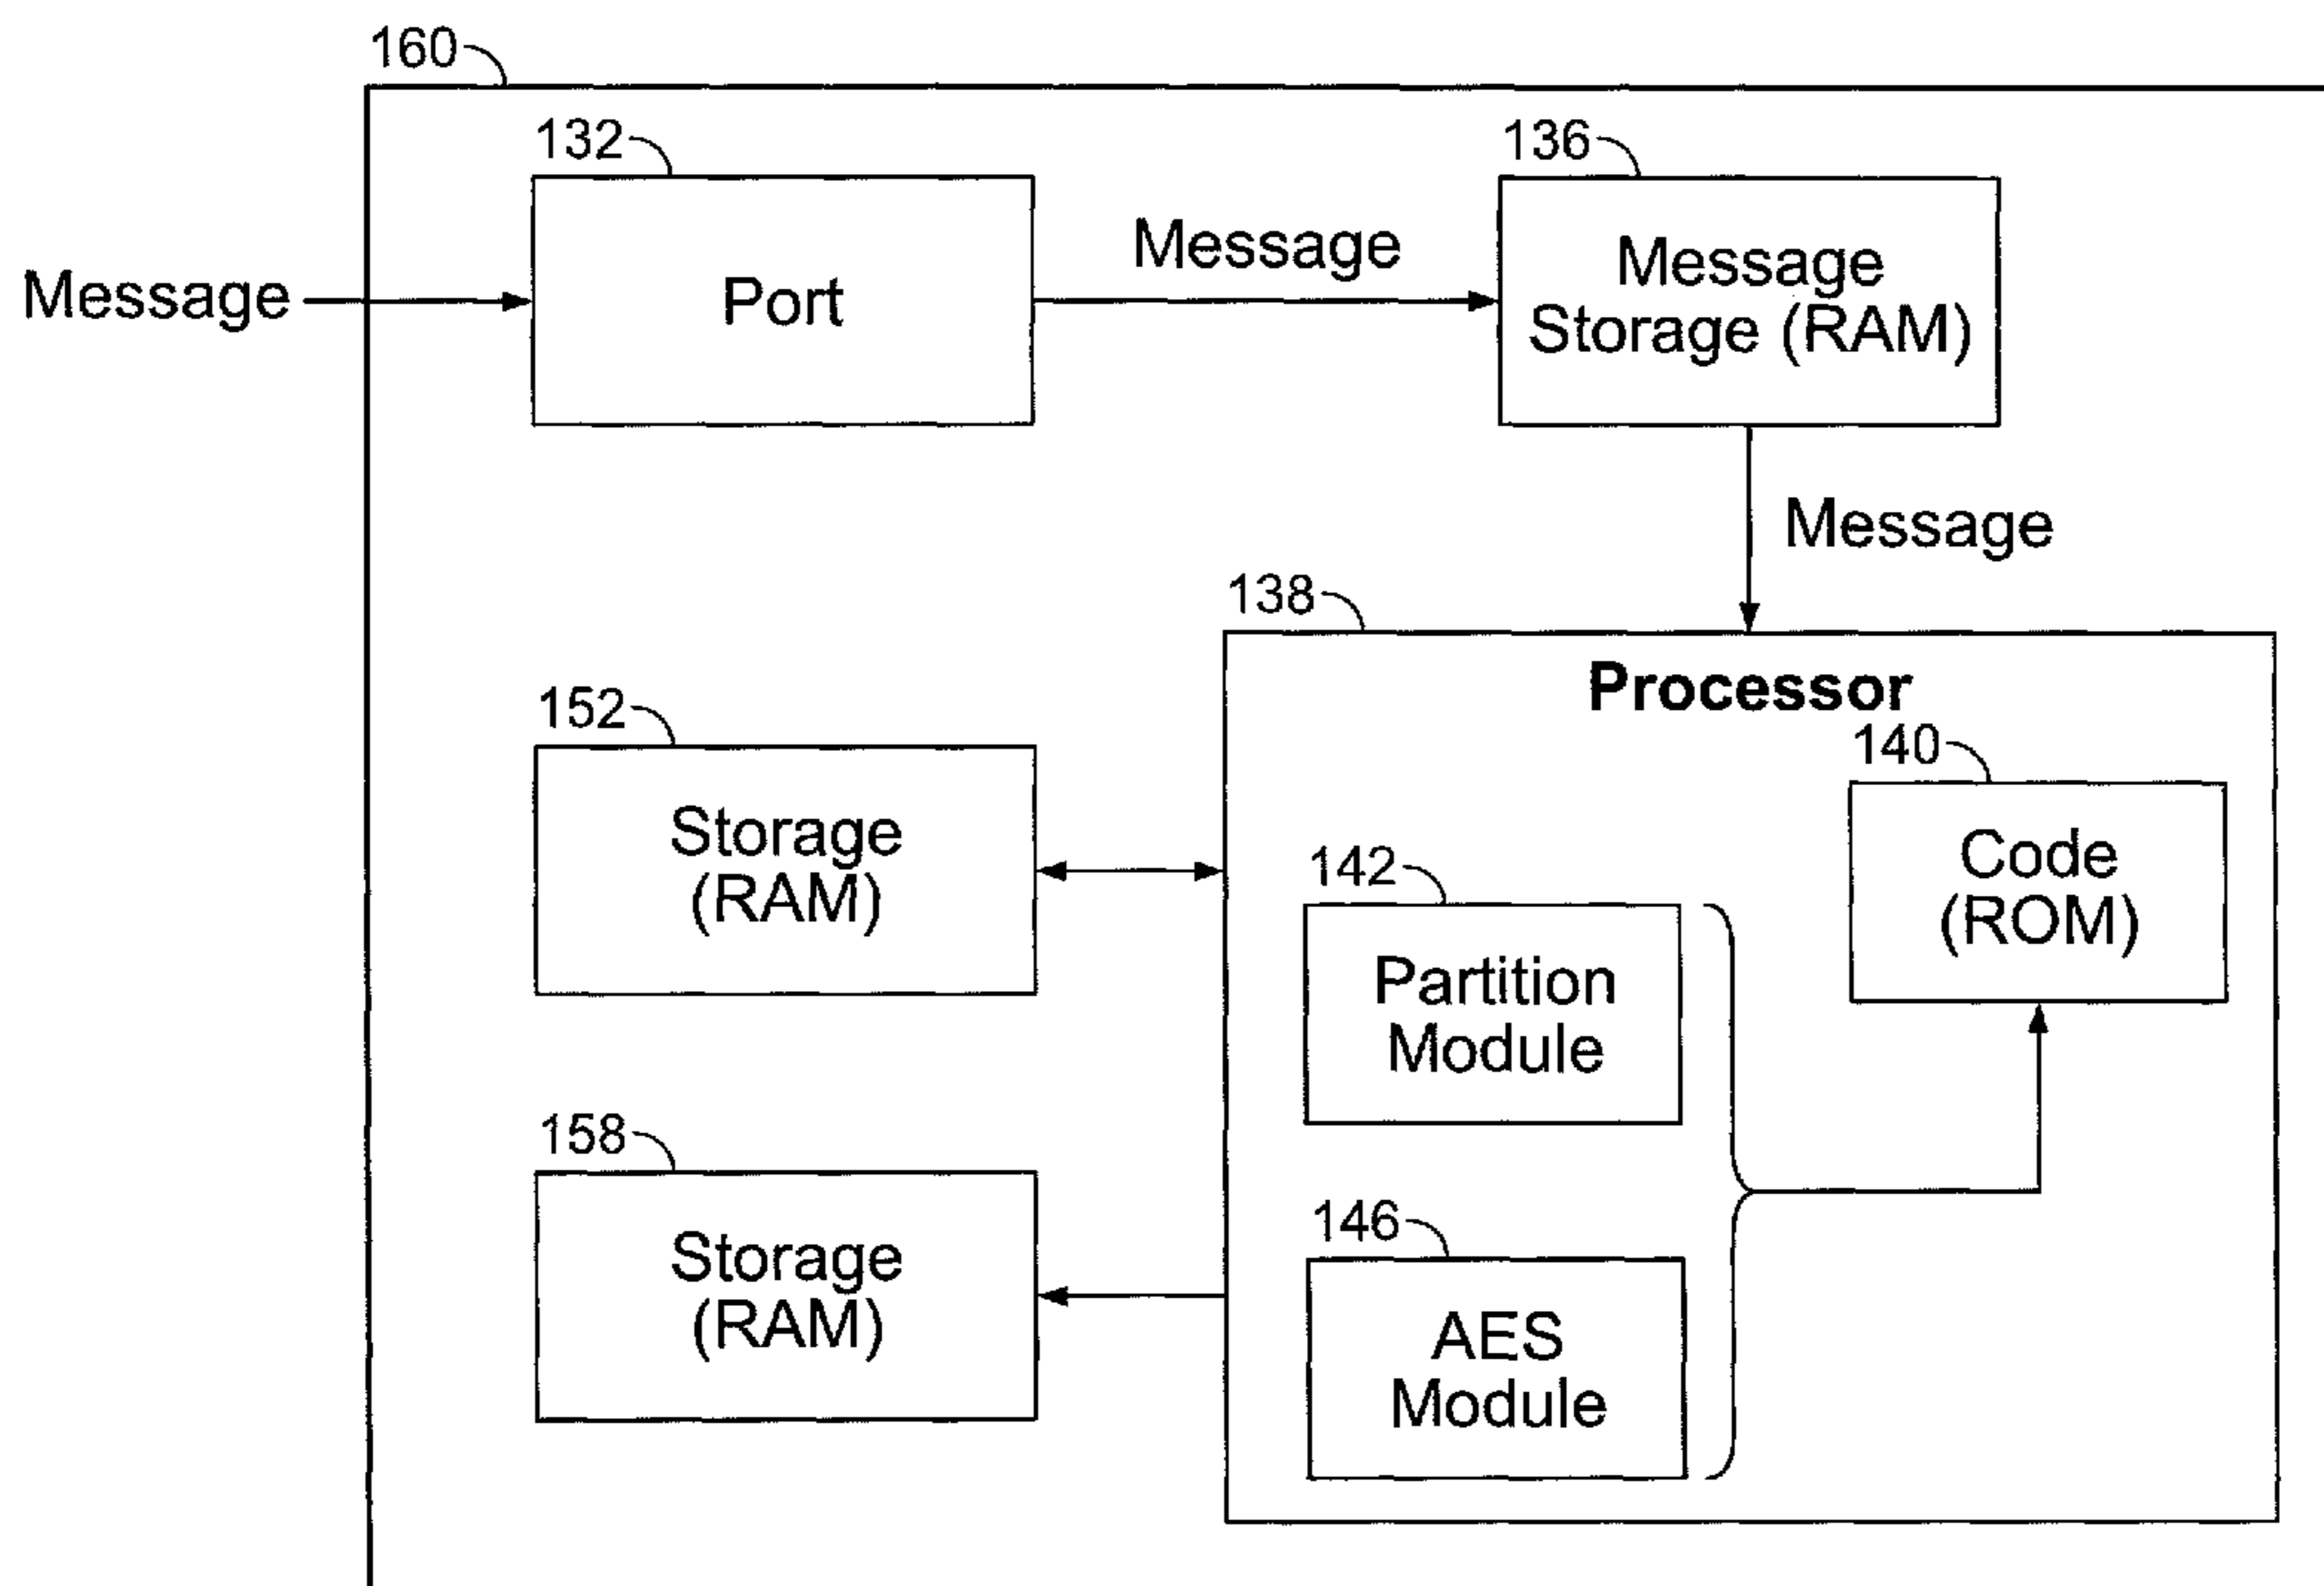 160
132
136
Message
Port
Message
Message
Storage (RAM)
Message
138
Processor
152
Storage
(RAM)
140
Code
(ROM)
142
Partition
Module
158
Storage
(RAM)
146
AES
Module